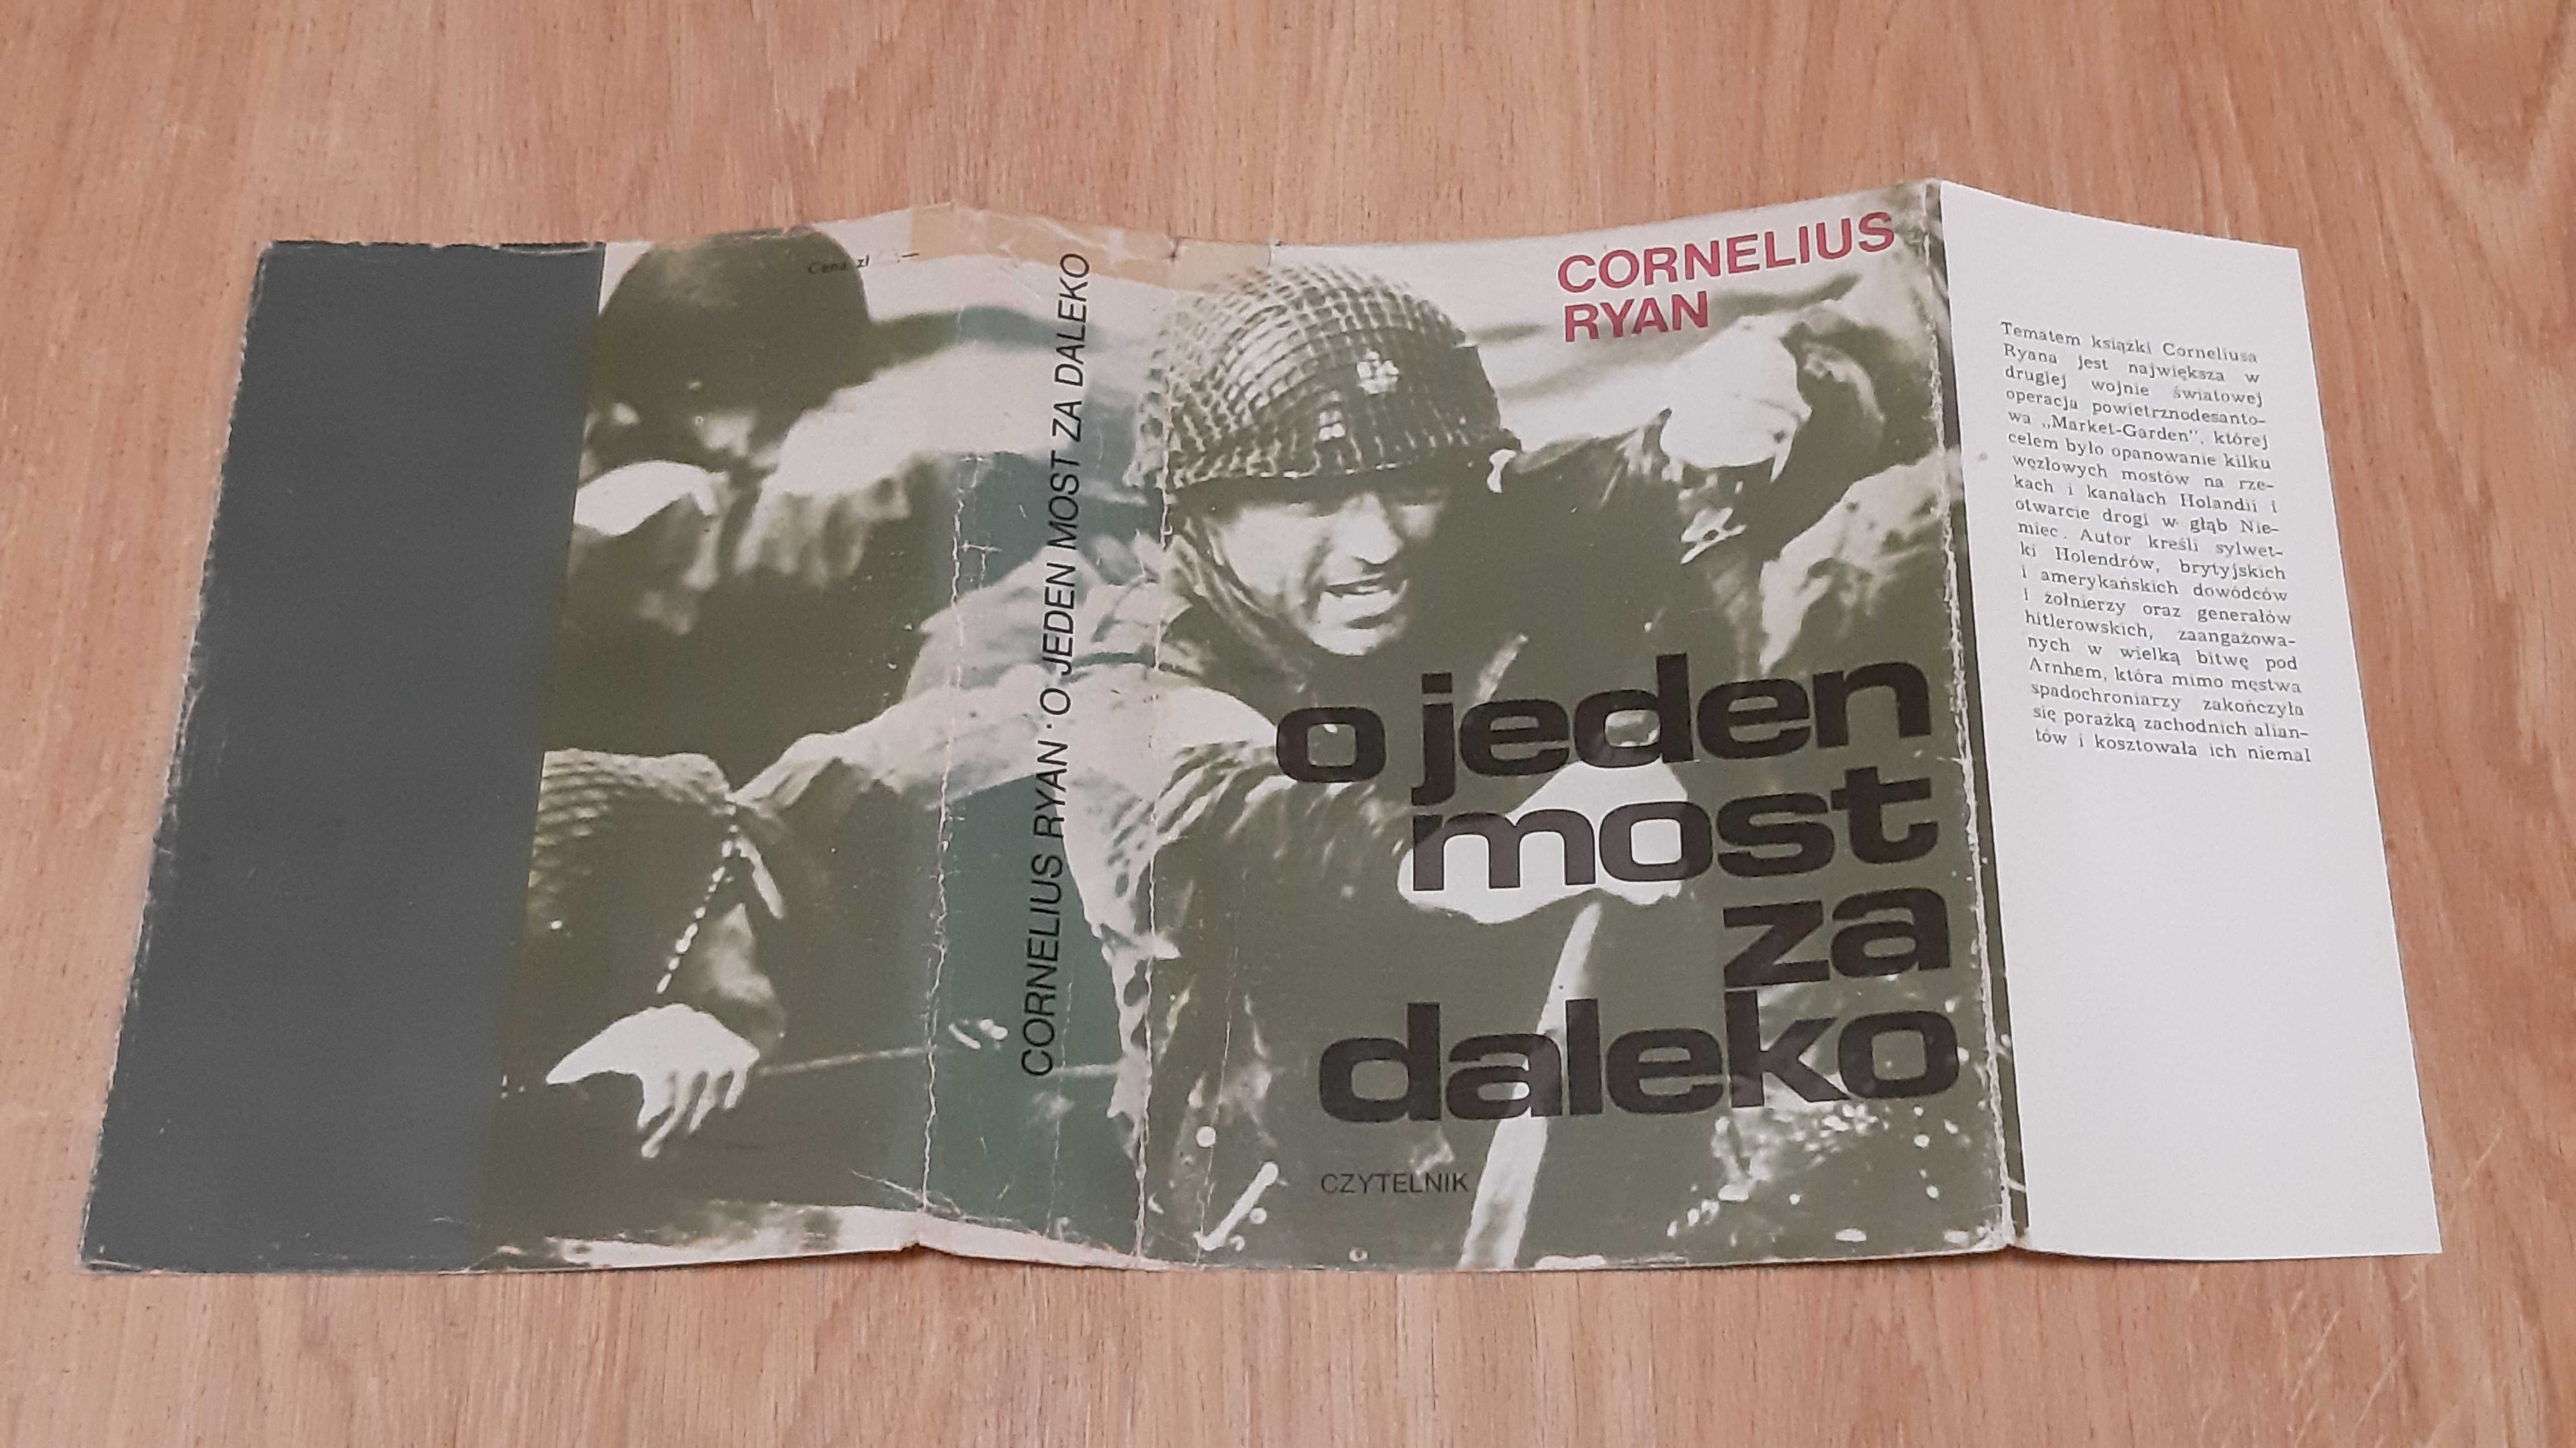 Cena zł —
CORNELIUS RYAN · O JEDEN MOST ZA DALEKO
CORNELIUS
RYAN
o jeden
most
za
daleko
CZYTELNIK
Tematem książki Corneliusa
Ryana jest największa w
drugiej wojnie światowej
operacja powietrznodesanto-
wa „Market-Garden", której
celem było opanowanie kilku
węzłowych mostów na rze-
kach i kanałach Holandii i
otwarcie drogi w głąb Nie-
miec. Autor kreśli sylwet-
ki Holendrów, brytyjskich
i amerykańskich dowódców
i żołnierzy oraz generałów
hitlerowskich, zaangażowa-
nych w wielką bitwę pod
Arnhem, która mimo męstwa
spadochroniarzy zakończyła
się porażką zachodnich alian-
tów i kosztowała ich niemal